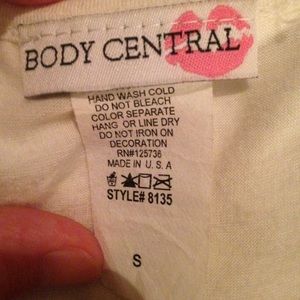 BODY CENTRAL
HAND WASH COLD
DO NOT BLEACH
COLOR SEPARATE
HANG OR LINE DRY
DO NOT IRON ON
DECORATION
RN#125736
MADE IN U.S.A
STYLE# 8135
S